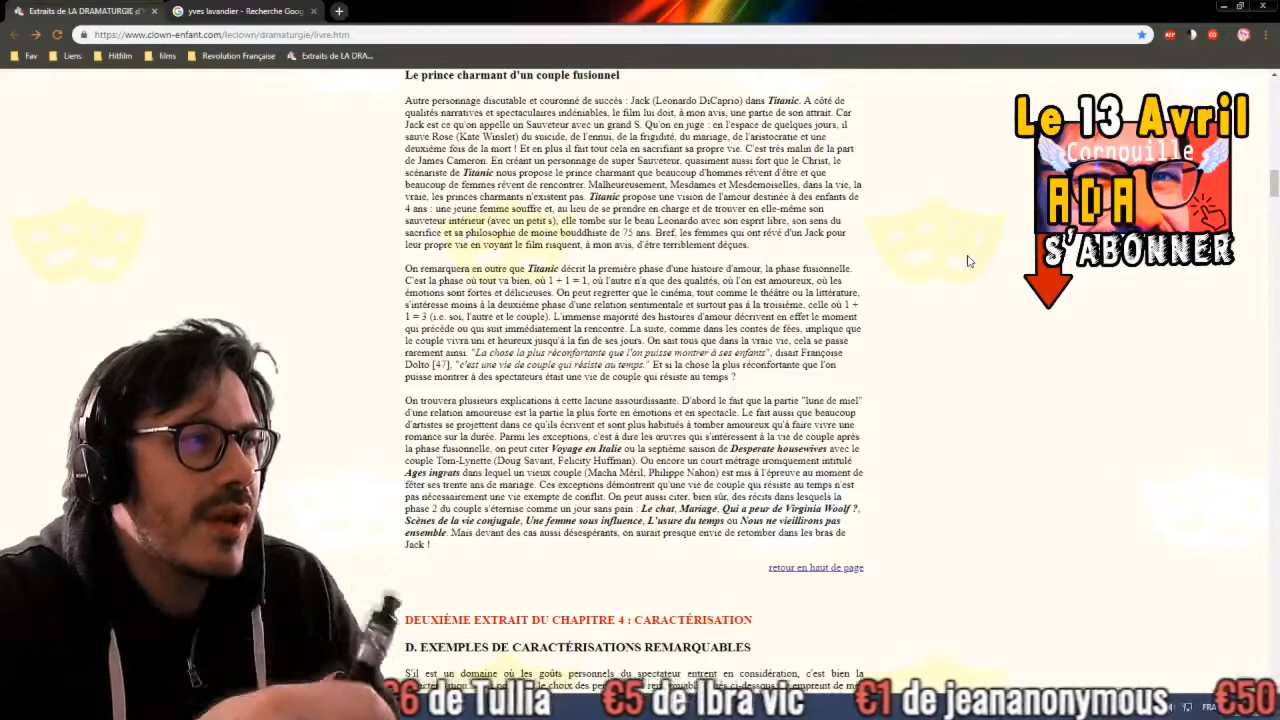 Extraits de LA DRAMATURGIE d'Y
yves lavandier - Recherche Goog
https://www.clown-enfant.com/leclown/dramaturgie/livre.htm
Fav
Liens
Hitfilm
films
Revolution Française
Extraits de LA DRA...
Le prince charmant d'un couple fusionnel
Autre personnage discutable et couronné de succès : Jack (Leonardo DiCaprio) dans Titanic. A côté de
qualités narratives et spectaculaires indéniables, le film lui doit, à mon avis, une partie de son attrait. Car
Jack est ce qu'on appelle un Sauveteur avec un grand S. Qu'on en juge : en l'espace de quelques jours, il
sauve Rose (Kate Winslet) du suicide, de l'ennui, de la frigidité, du mariage, de l'aristocratie et une
deuxième fois de la mort ! Et en plus il fait tout cela en sacrifiant sa propre vie. C'est très malin de la part
de James Cameron. En créant un personnage de super Sauveteur, quasiment aussi fort que le Christ, le
scénariste de Titanic nous propose le prince charmant que beaucoup d'hommes rêvent d'être et que
beaucoup de femmes rêvent de rencontrer. Malheureusement, Mesdames et Mesdemoiselles, dans la vie, la
vraie, les princes charmants n'existent pas. Titanic propose une vision de l'amour destinée à des enfants de
4 ans : une jeune femme souffre et, au lieu de se prendre en charge et de trouver en elle-même son
sauveteur intérieur (avec un petit s), elle tombe sur le beau Leonardo avec son esprit libre, son sens du
sacrifice et sa philosophie de moine bouddhiste de 75 ans. Bref, les femmes qui ont rêvé d'un Jack pour
leur propre vie en voyant le film risquent, à mon avis, d'être terriblement déçues.
On remarquera en outre que Titanic décrit la première phase d'une histoire d'amour, la phase fusionnelle.
C'est la phase où tout va bien, où 1 + 1 = 1, où l'autre n'a que des qualités, où l'on est amoureux, où les
émotions sont fortes et délicieuses. On peut regretter que le cinéma, tout comme le théâtre ou la littérature,
s'intéresse moins à la deuxième phase d'une relation sentimentale et surtout pas à la troisième, celle où 1 +
1 = 3 (i.e. soi, l'autre et le couple). L'immense majorité des histoires d'amour décrivent en effet le moment
qui précède ou qui suit immédiatement la rencontre. La suite, comme dans les contes de fées, implique que
le couple vivra uni et heureux jusqu'à la fin de ses jours. On sait tous que dans la vraie vie, cela se passe
rarement ainsi. "La chose la plus réconfortante que l'on puisse montrer à ses enfants", disait Françoise
Dolto [47], "c'est une vie de couple qui résiste au temps." Et si la chose la plus réconfortante que l'on
puisse montrer à des spectateurs était une vie de couple qui résiste au temps ?
On trouvera plusieurs explications à cette lacune assourdissante. D'abord le fait que la partie "lune de miel"
d'une relation amoureuse est la partie la plus forte en émotions et en spectacle. Le fait aussi que beaucoup
d'artistes se projettent dans ce qu'ils écrivent et sont plus habitués à tomber amoureux qu'à faire vivre une
romance sur la durée. Parmi les exceptions, c'est à dire les œuvres qui s'intéressent à la vie de couple après
la phase fusionnelle, on peut citer Voyage en Italie ou la septième saison de Desperate housewives avec le
couple Tom-Lynette (Doug Savant, Felicity Huffman). Ou encore un court métrage ironiquement intitulé
Ages ingrats dans lequel un vieux couple (Macha Méril, Philippe Nahon) est mis à l'épreuve au moment de
fêter ses trente ans de mariage. Ces exceptions démontrent qu'une vie de couple qui résiste au temps n'est
pas nécessairement une vie exempte de conflit. On peut aussi citer, bien sûr, des récits dans lesquels la
phase 2 du couple s'éternise comme un jour sans pain : Le chat, Mariage, Qui a peur de Virginia Woolf ?,
Scènes de la vie conjugale, Une femme sous influence, L'usure du temps ou Nous ne vieillirons pas
ensemble. Mais devant des cas aussi désespérants, on aurait presque envie de retomber dans les bras de
Jack !
retour en haut de page
DEUXIÈME EXTRAIT DU CHAPITRE 4 : CARACTÉRISATION
D. EXEMPLES DE CARACTÉRISATIONS REMARQUABLES
S'il est un domaine où les goûts personnels du spectateur entrent en considération, c'est bien la
Le 13 Avril
Cornouille
ADA
S'ABONNER
6 de Tullia €5 de Ibra vic €1 de jeananonymous €50
FRA